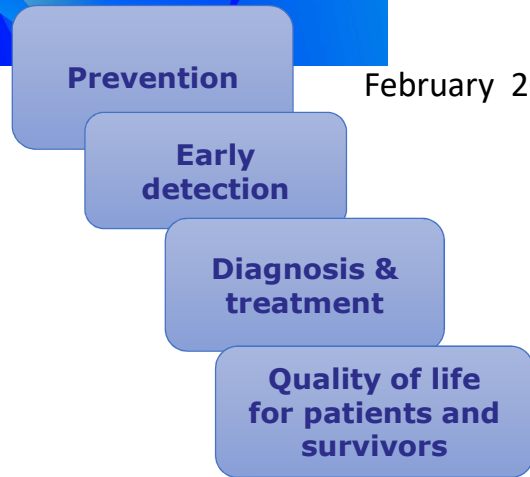 Prevention
February 2
Early
detection
Diagnosis &
treatment
Quality of life
for patients and
survivors